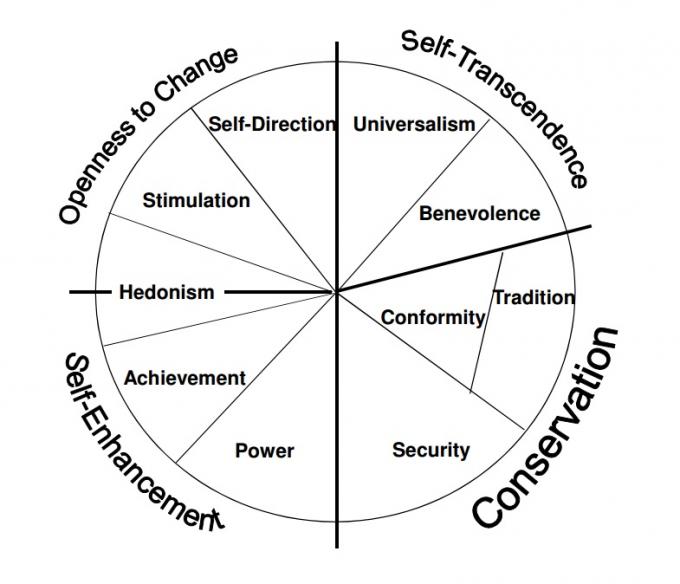 Openness to Change
Self-Transcendence
Self-Direction
Universalism
Stimulation
Benevolence
Hedonism
Tradition
Conformity
Achievement
Power
Security
Self-Enhancement
Conservation